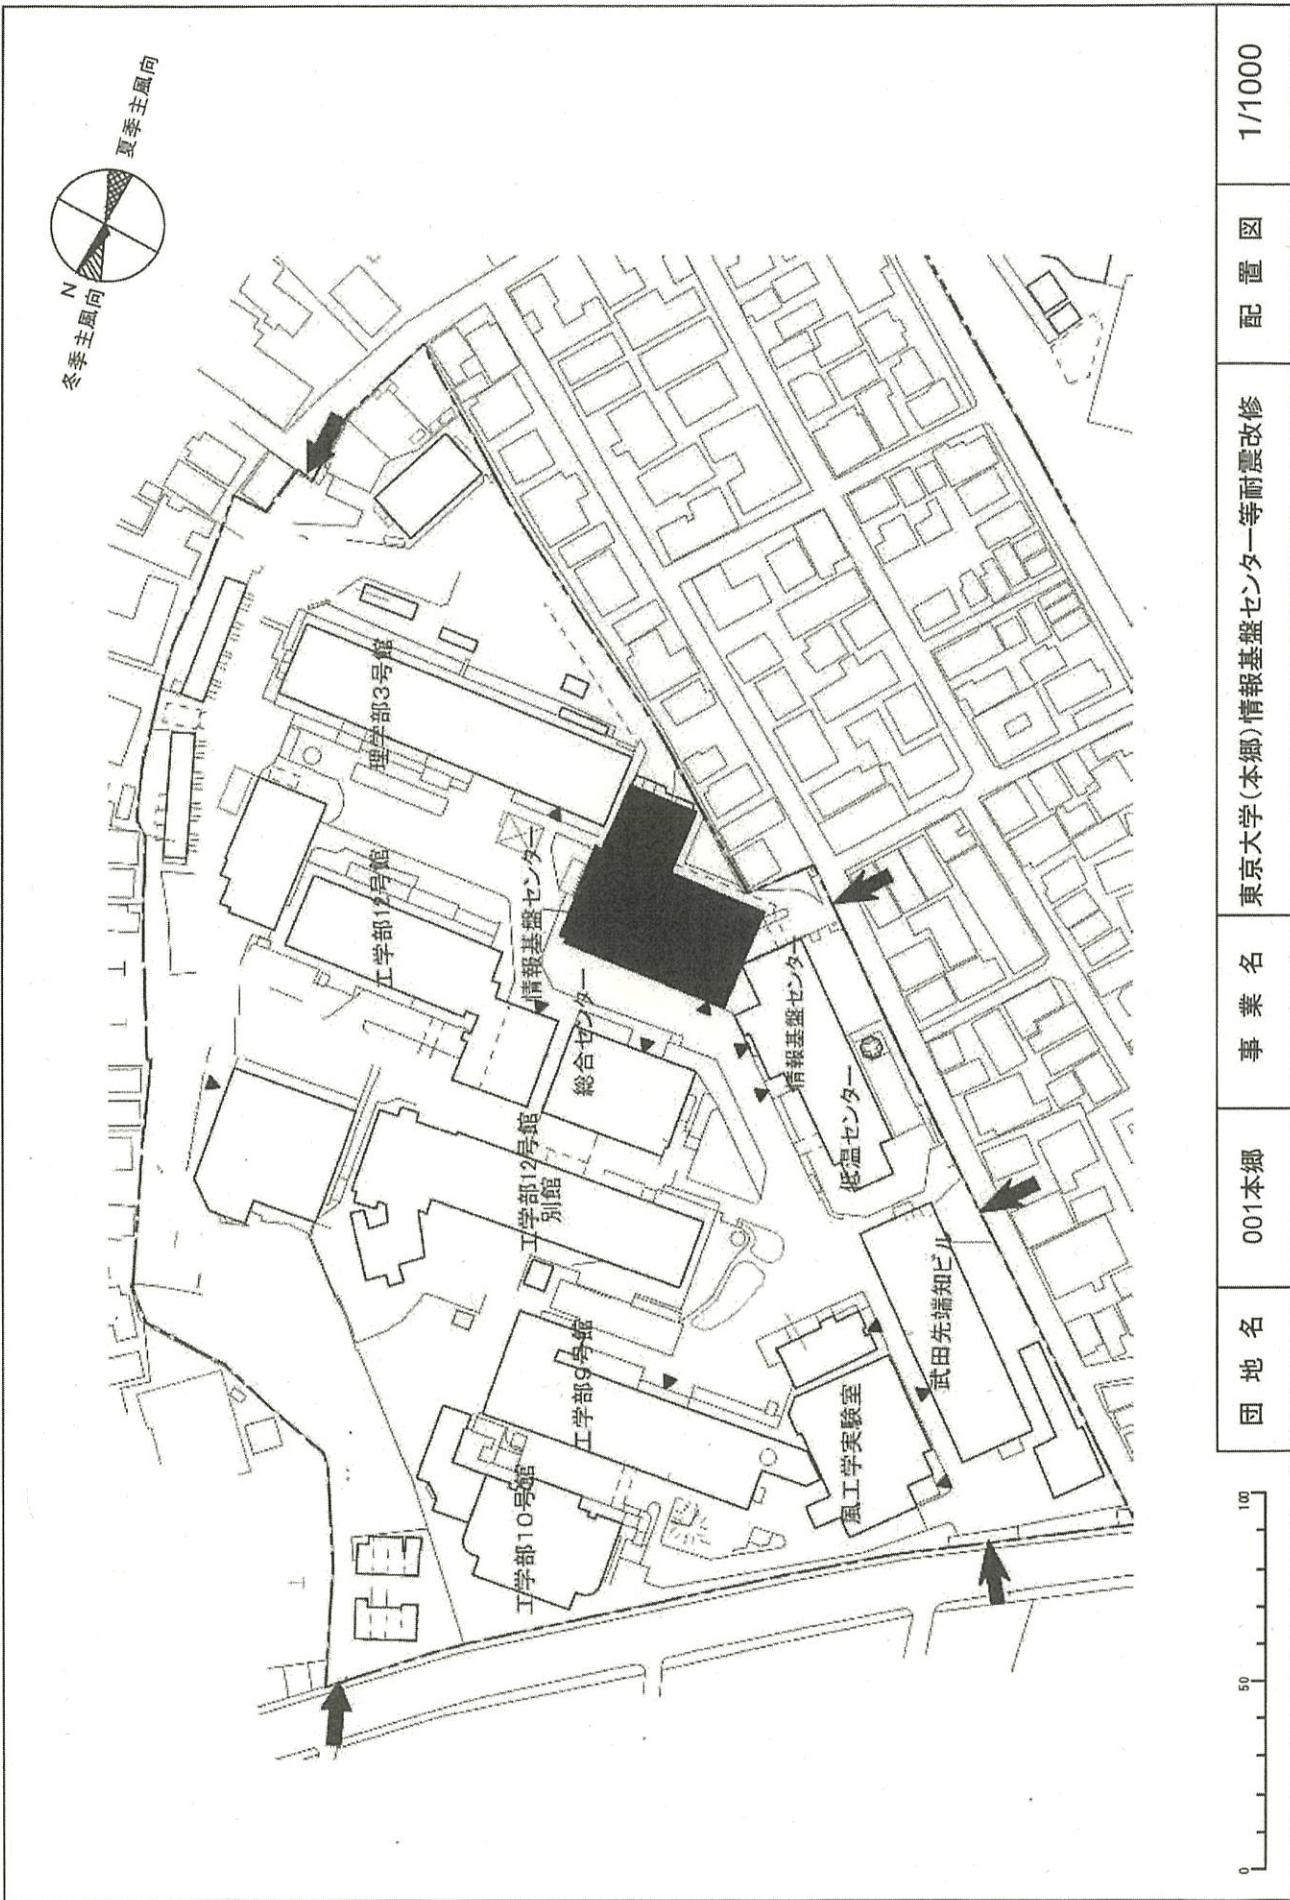 夏季主風向
N
冬季主風向
理学部3号館
工学部12号館
情報基盤センター
総合センター
情報基盤センター
低温センター
工学部12号館
別館
工学部9号館
工学部10号館
風工学実験室
武田先端知ビル
0 50 100
団地名 001本郷 事業名 東京大学(本郷)情報基盤センター等耐震改修 配置図 1/1000